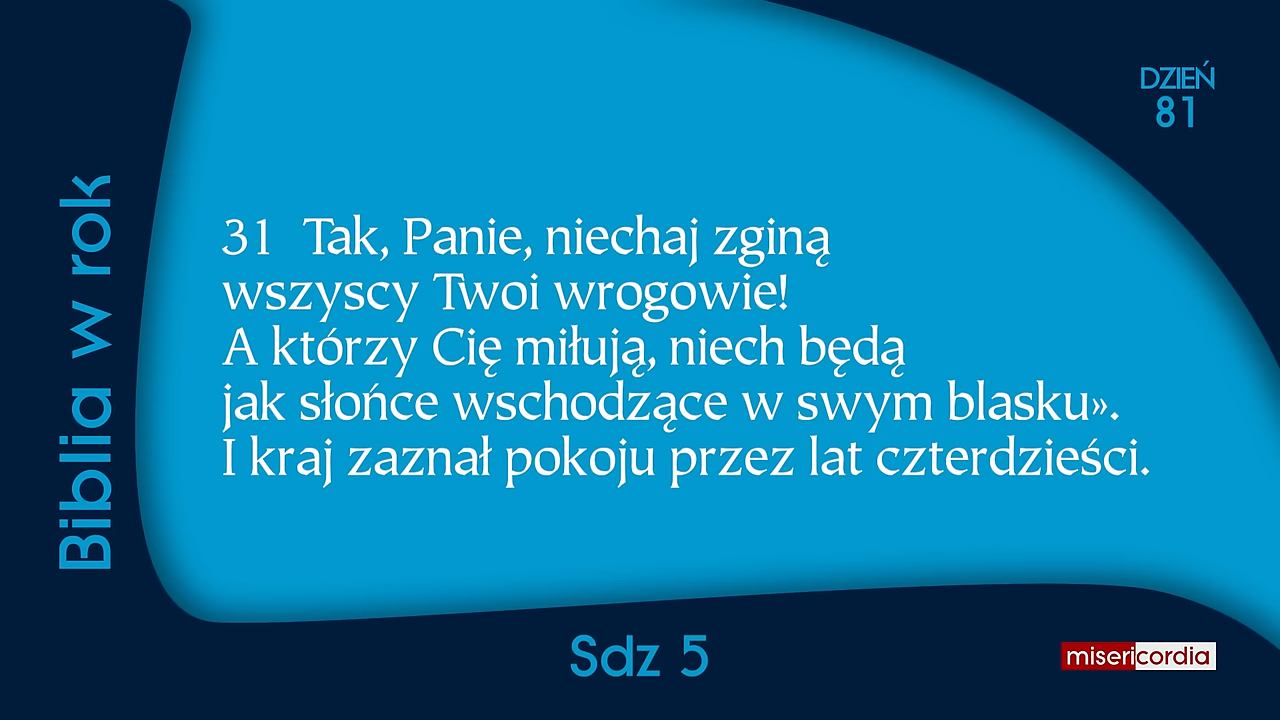 DZIEŃ
81
Biblia w rok
31 Tak, Panie, niechaj zginą
wszyscy Twoi wrogowie!
A którzy Cię miłują, niech będą
jak słońce wschodzące w swym blasku».
I kraj zaznał pokoju przez lat czterdzieści.
Sdz 5
misericordia